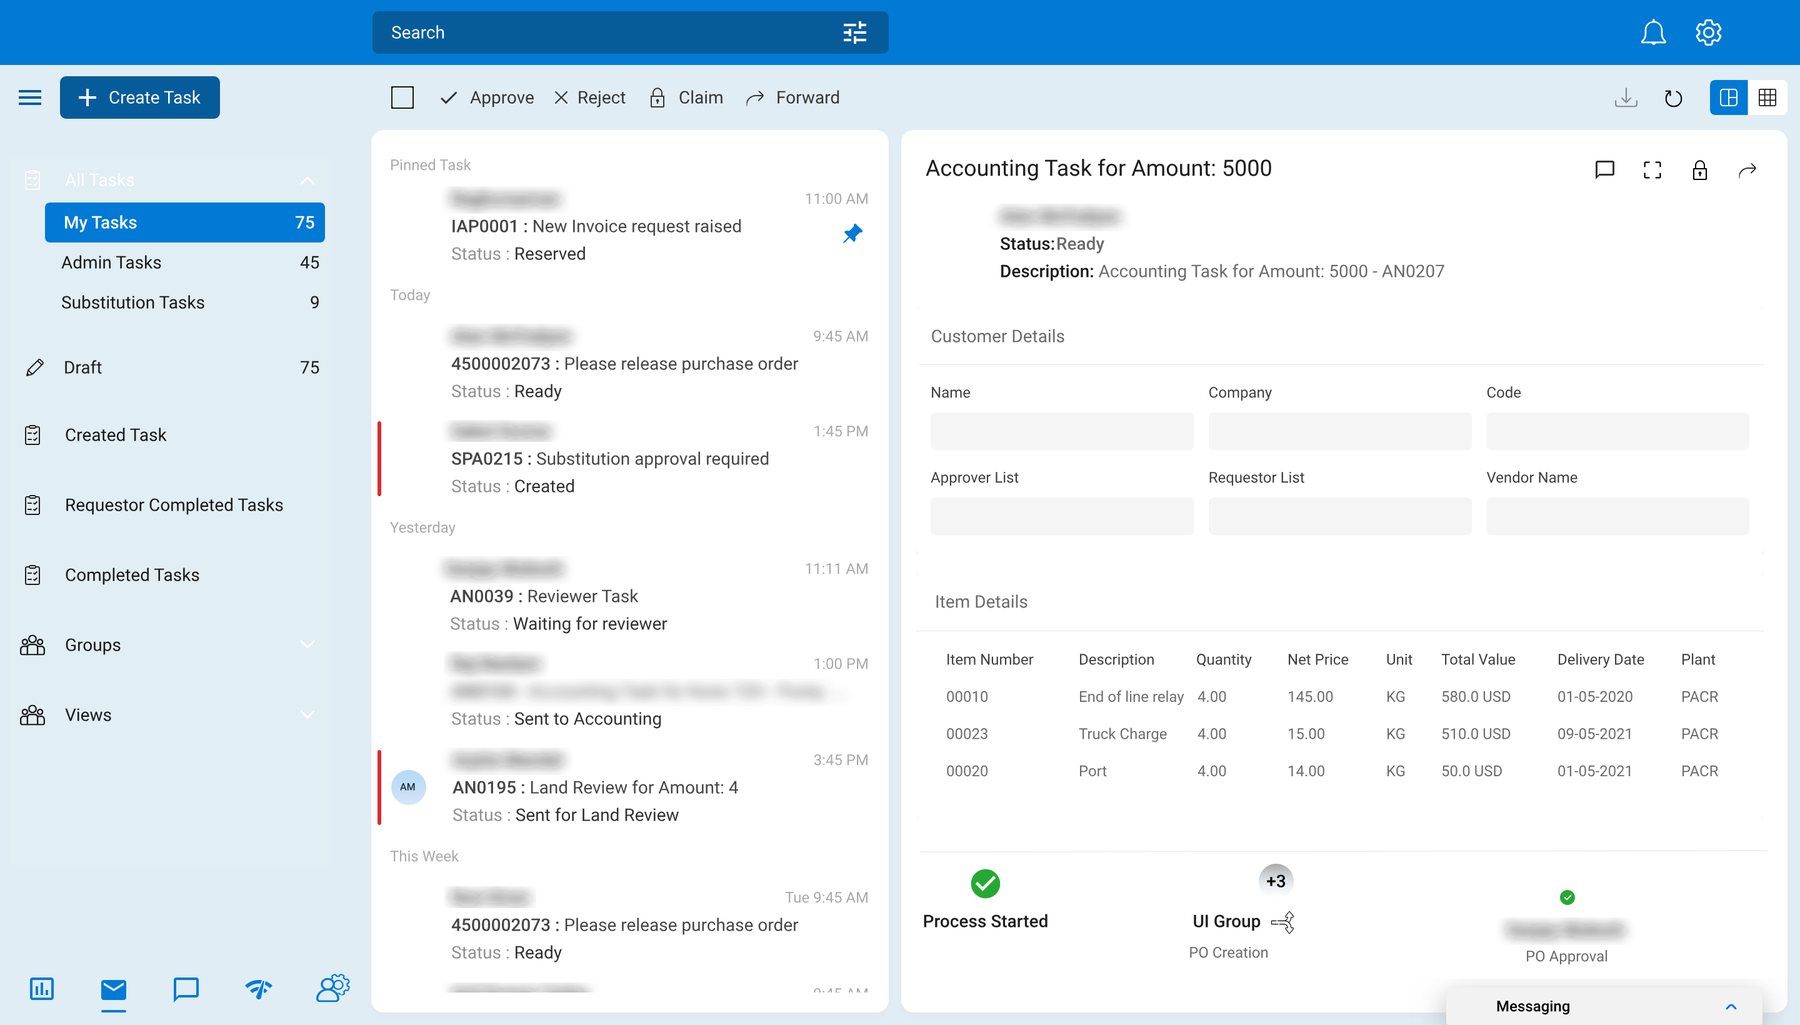 Search
Create Task
Approve Reject Claim Forward
All Tasks
My Tasks 75
Admin Tasks 45
Substitution Tasks 9
Draft 75
Created Task
Requestor Completed Tasks
Completed Tasks
Groups
Views
Pinned Task
11:00 AM
IAP0001 : New Invoice request raised
Status : Reserved
Today
9:45 AM
4500002073 : Please release purchase order
Status : Ready
1:45 PM
SPA0215 : Substitution approval required
Status : Created
Yesterday
11:11 AM
AN0039 : Reviewer Task
Status : Waiting for reviewer
1:00 PM
Status : Sent to Accounting
3:45 PM
AM
AN0195 : Land Review for Amount: 4
Status : Sent for Land Review
This Week
Tue 9:45 AM
4500002073 : Please release purchase order
Status : Ready
Accounting Task for Amount: 5000
Status: Ready
Description: Accounting Task for Amount: 5000 - AN0207
Customer Details
Name Company Code
Approver List Requestor List Vendor Name
Item Details
Item Number Description Quantity Net Price Unit Total Value Delivery Date Plant
00010 End of line relay 4.00 145.00 KG 580.0 USD 01-05-2020 PACR
00023 Truck Charge 4.00 15.00 KG 510.0 USD 09-05-2021 PACR
00020 Port 4.00 14.00 KG 50.0 USD 01-05-2021 PACR
+3
Process Started UI Group
PO Creation PO Approval
Messaging